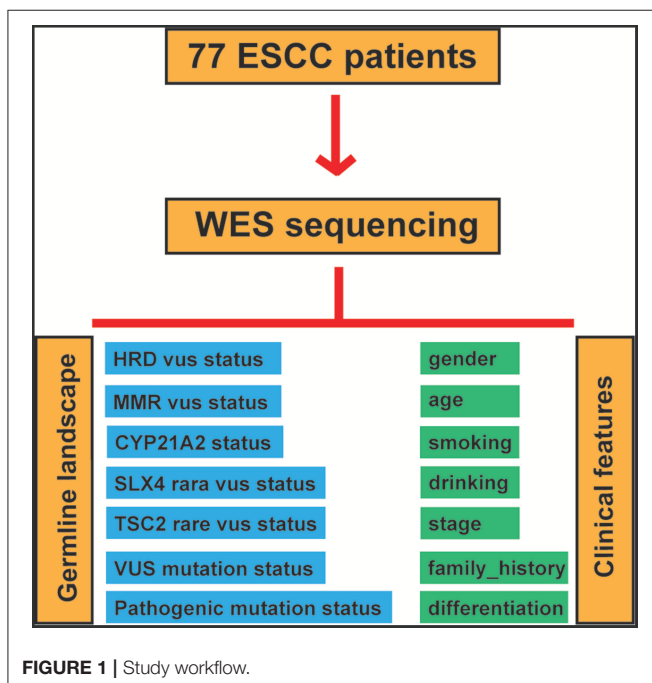 77 ESCC patients
WES sequencing
Germline landscape
HRD vus status
MMR vus status
CYP21A2 status
SLX4 rara vus status
TSC2 rare vus status
VUS mutation status
Pathogenic mutation status
gender
age
smoking
drinking
stage
family_history
differentiation
Clinical features
FIGURE 1 | Study workflow.